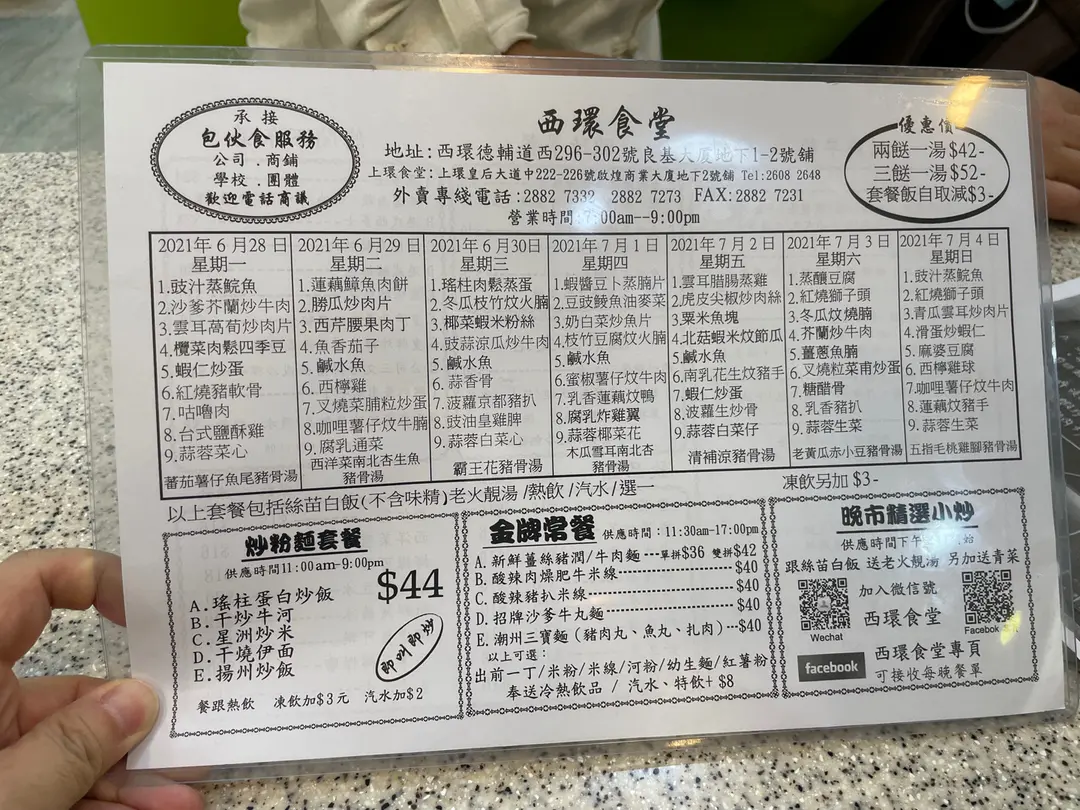 承接
包伙食服務
公司．商鋪
學校．團體
歡迎電話商議
西環食堂
地址：西環德輔道西296-302號良基大廈地下1-2號舖
上環食堂：上環皇后大道中222-226號啟煌商業大廈地下2號舖 Tel:2608 2648
外賣專綫電話：2882 7332 2882 7273 FAX:2882 7231
營業時間:7:00am--9:00pm
優惠價
兩餸一湯$42-
三餸一湯$52-
套餐飯自取減$3-
2021年6月28日
星期一
1.豉汁蒸鯇魚
2.沙爹芥蘭炒牛肉
3.雲耳萵筍炒肉片
4.欖菜肉鬆四季豆
5.蝦仁炒蛋
6.紅燒豬軟骨
7.咕嚕肉
8.台式鹽酥雞
9.蒜蓉菜心
蕃茄薯仔魚尾豬骨湯
2021年6月29日
星期二
1.蓮藕鱆魚肉餅
2.勝瓜炒肉片
3.西芹腰果肉丁
4.魚香茄子
5.鹹水魚
6.西檸雞
7.叉燒菜脯粒炒蛋
8.咖哩薯仔炆牛腩
9.腐乳通菜
西洋菜南北杏生魚
豬骨湯
2021年6月30日
星期三
1.瑤柱肉鬆蒸蛋
2.冬瓜枝竹炆火腩
3.椰菜蝦米粉絲
4.豉蒜涼瓜炒牛肉
5.鹹水魚
6.蒜香骨
7.菠蘿京都豬扒
8.豉油皇雞脾
9.蒜蓉白菜心
霸王花豬骨湯
2021年7月1日
星期四
1.蝦醬豆卜蒸腩片
2.豆豉鯪魚油麥菜
3.奶白菜炒魚片
4.枝竹豆腐炆火腩
5.鹹水魚
6.蜜椒薯仔炆牛肉
7.乳香蓮藕炆鴨
8.腐乳炸雞翼
9.蒜蓉椰菜花
木瓜雪耳南北杏
豬骨湯
2021年7月2日
星期五
1.雲耳腊腸蒸雞
2.虎皮尖椒炒肉絲
3.粟米魚塊
4.北菇蝦米炆節瓜
5.鹹水魚
6.南乳花生炆豬手
7.蝦仁炒蛋
8.波蘿生炒骨
9.蒜蓉白菜仔
清補涼豬骨湯
2021年7月3日
星期六
1.蒸釀豆腐
2.紅燒獅子頭
3.冬瓜炆燒腩
4.芥蘭炒牛肉
5.薑蔥魚腩
6.叉燒粒菜甫炒蛋
7.糖醋骨
8.乳香豬扒
9.蒜蓉生菜
老黃瓜赤小豆豬骨湯
2021年7月4日
星期日
1.豉汁蒸鯇魚
2.紅燒獅子頭
3.青瓜雲耳炒肉片
4.滑蛋炒蝦仁
5.麻婆豆腐
6.西檸雞球
7.咖哩薯仔炆牛肉
8.蓮藕炆豬手
9.蒜蓉生菜
五指毛桃雞腳豬骨湯
以上套餐包括絲苗白飯(不含味精)老火靚湯/熱飲/汽水/選一
凍飲另加 $3-
炒粉麵套餐
供應時間11:00am-9:00pm
$44
A.瑤柱蛋白炒飯
B.干炒牛河
C.星洲炒米
D.干燒伊面
E.揚州炒飯
即叫即炒
餐跟熱飲 凍飲加$3元 汽水加$2
金牌常餐 供應時間：11:30am-17:00pm
A.新鮮薑絲豬潤/牛肉麵---單拼$36 雙拼$42
B.酸辣肉燥肥牛米線---$40
C.酸辣豬扒米線---$40
D.招牌沙爹牛丸麵---$40
E.潮州三寶麵（豬肉丸、魚丸、扎肉）---$40
以上可選：
出前一丁/米粉/米線/河粉/幼生麵/紅薯粉
奉送冷熱飲品 / 汽水、特飲+ $8
晚市精選小炒
供應時間下午
跟絲苗白飯 送老火靚湯 另加送青菜
加入微信號
西環食堂
Wechat
facebook
西環食堂專頁
可接收每晚餐單